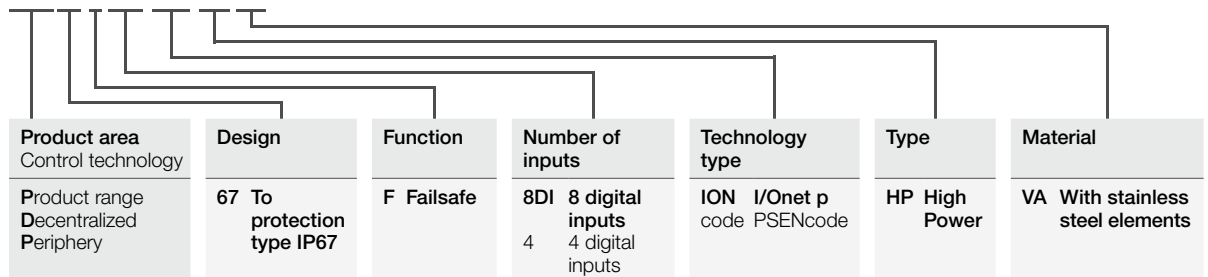 Product area
Control technology
Product range
Decentralized
Periphery
Design
67 To
protection
type IP67
Function
F Failsafe
Number of
inputs
8DI 8 digital
inputs
4 4 digital
inputs
Technology
type
ION I/Onet p
code PSENcode
Type
HP High
Power
Material
VA With stainless
steel elements